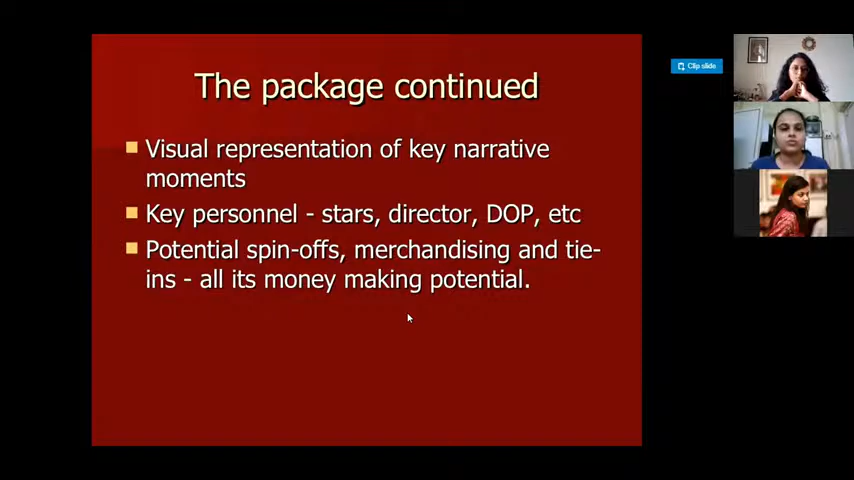 The package continued
Visual representation of key narrative
moments
Key personnel - stars, director, DOP, etc
Potential spin-offs, merchandising and tie-
ins - all its money making potential.
Clip slide